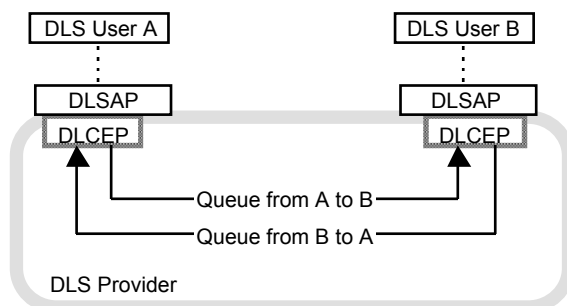 DLS User A
DLS User B
DLSAP
DLSAP
DLCEP
DLCEP
Queue from A to B
Queue from B to A
DLS Provider